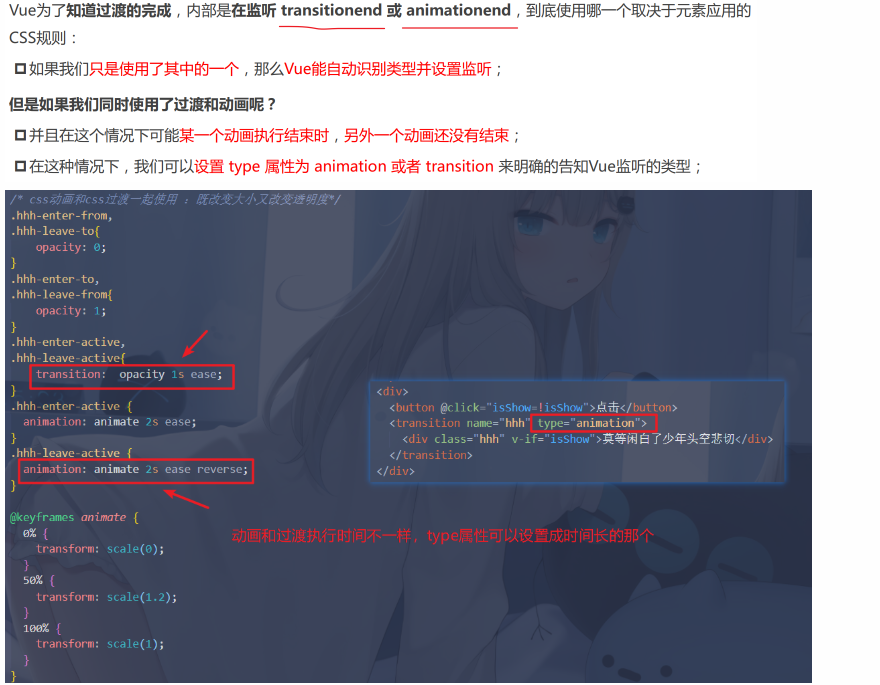 Vue为了知道过渡的完成，内部是在监听 transitionend 或 animationend，到底使用哪一个取决于元素应用的
CSS规则：
如果我们只是使用了其中的一个，那么Vue能自动识别类型并设置监听；
但是如果我们同时使用了过渡和动画呢？
并且在这个情况下可能某一个动画执行结束时，另外一个动画还没有结束；
在这种情况下，我们可以设置 type 属性为 animation 或者 transition 来明确的告知Vue监听的类型；
/* css动画和css过渡一起使用 ：既改变大小又改变透明度*/
.hhh-enter-from,
.hhh-leave-to{
opacity: 0;
}
.hhh-enter-to,
.hhh-leave-from{
opacity: 1;
}
.hhh-enter-active,
.hhh-leave-active{
transition: opacity 1s ease;
}
.hhh-enter-active {
animation: animate 2s ease;
}
.hhh-leave-active {
animation: animate 2s ease reverse;
}
@keyframes animate {
0% {
transform: scale(0);
}
50% {
transform: scale(1.2);
}
100% {
transform: scale(1);
}
}
<div>
<button @click="isShow=!isShow">点击</button>
<transition name="hhh" type="animation">
<div class="hhh" v-if="isShow">莫等闲白了少年头空悲切</div>
</transition>
</div>
动画和过渡执行时间不一样，type属性可以设置成时间长的那个